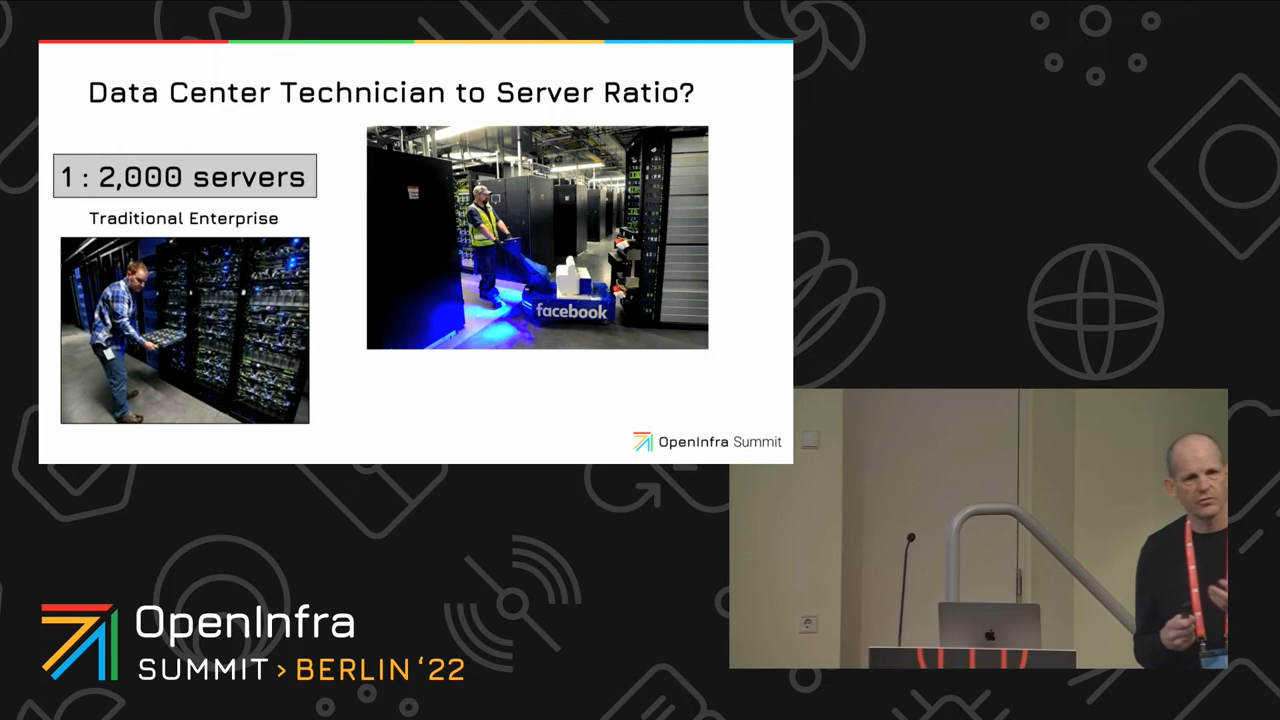 Data Center Technician to Server Ratio?
1 : 2,000 servers
Traditional Enterprise
facebook
OpenInfra Summit
OpenInfra
SUMMIT > BERLIN ‘22